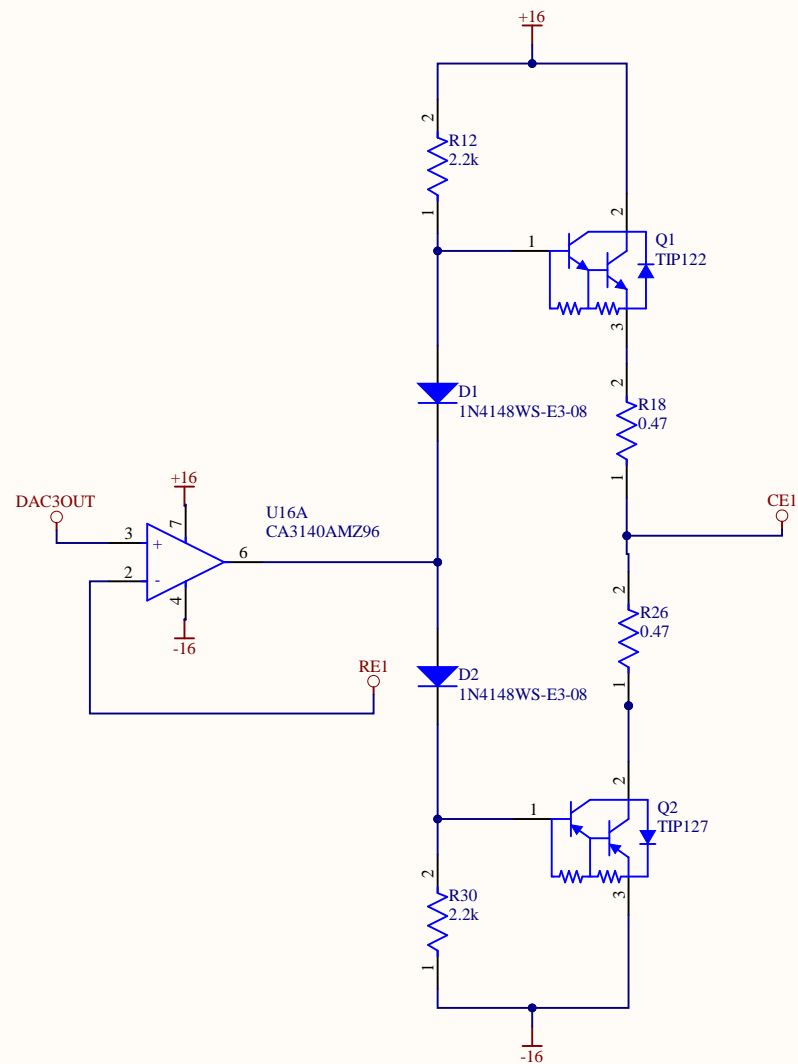 +16
2
R12
2.2k
1
2
1
Q1
TIP122
3
D1
1N4148WS-E3-08
2
R18
0.47
1
DAC3OUT
+16
U16A
CA3140AMZ96
CE1
3
+
7
6
2
-
4
-16
RE1
2
R26
0.47
1
D2
1N4148WS-E3-08
2
1
Q2
TIP127
3
2
R30
2.2k
1
-16